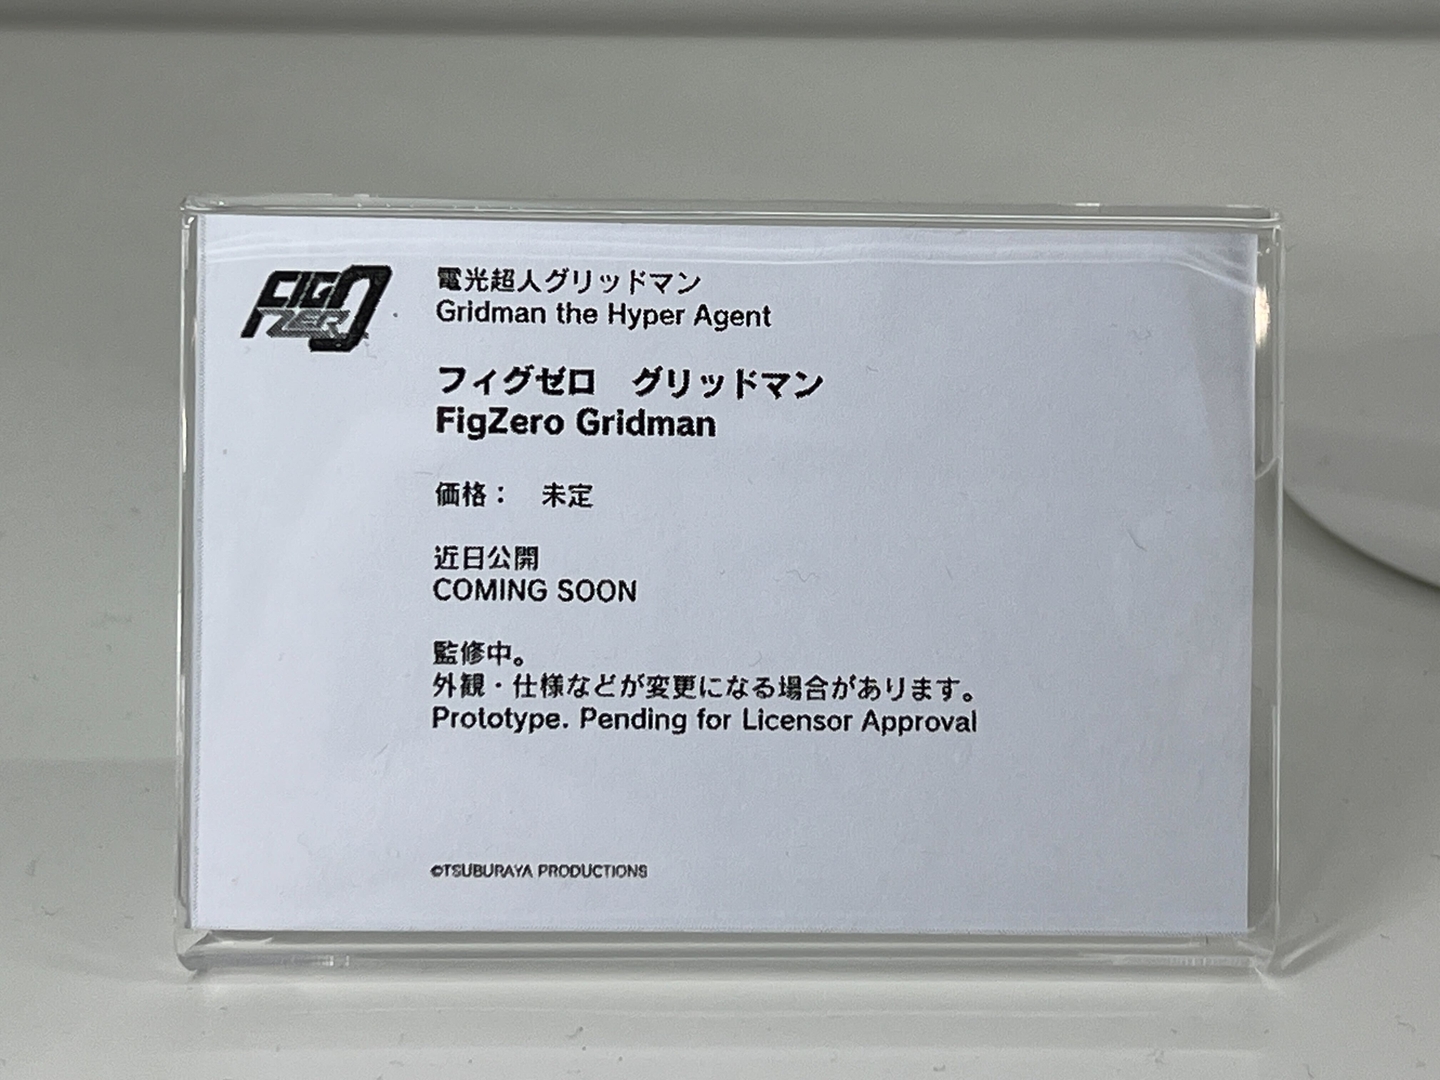 FIG
ZERO
電光超人グリッドマン
Gridman the Hyper Agent
フィグゼロ　グリッドマン
FigZero Gridman
価格：　未定
近日公開
COMING SOON
監修中。
外観・仕様などが変更になる場合があります。
Prototype. Pending for Licensor Approval
©TSUBURAYA PRODUCTIONS